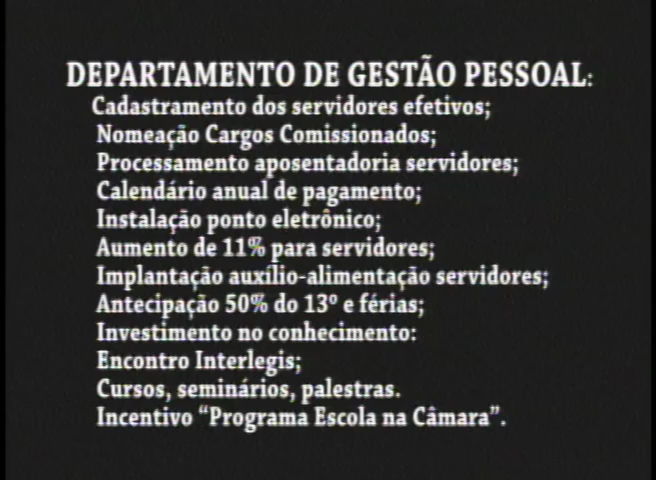 DEPARTAMENTO DE GESTÃO PESSOAL:
Cadastramento dos servidores efetivos;
Nomeação Cargos Comissionados;
Processamento aposentadoria servidores;
Calendário anual de pagamento;
Instalação ponto eletrônico;
Aumento de 11% para servidores;
Implantação auxílio-alimentação servidores;
Antecipação 50% do 13º e férias;
Investimento no conhecimento:
Encontro Interlegis;
Cursos, seminários, palestras.
Incentivo “Programa Escola na Câmara”.